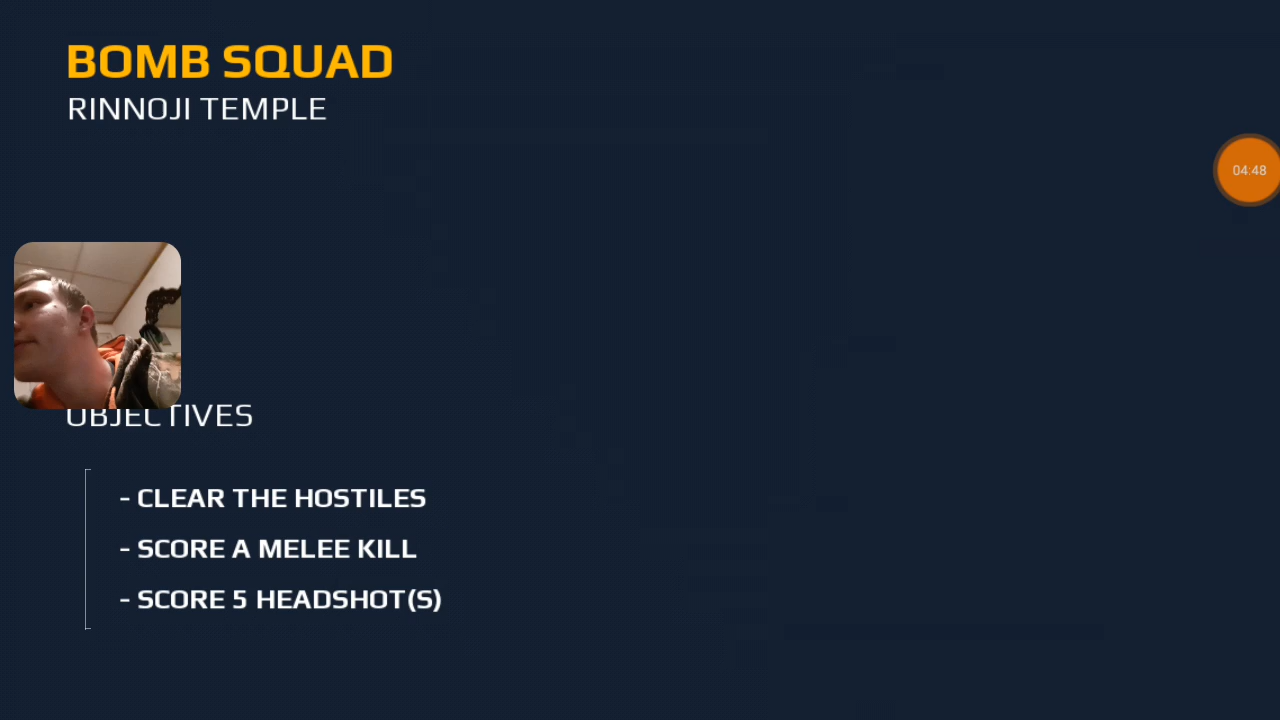 BOMB SQUAD
RINNOJI TEMPLE
04:48
OBJECTIVES
- CLEAR THE HOSTILES
- SCORE A MELEE KILL
- SCORE 5 HEADSHOT(S)